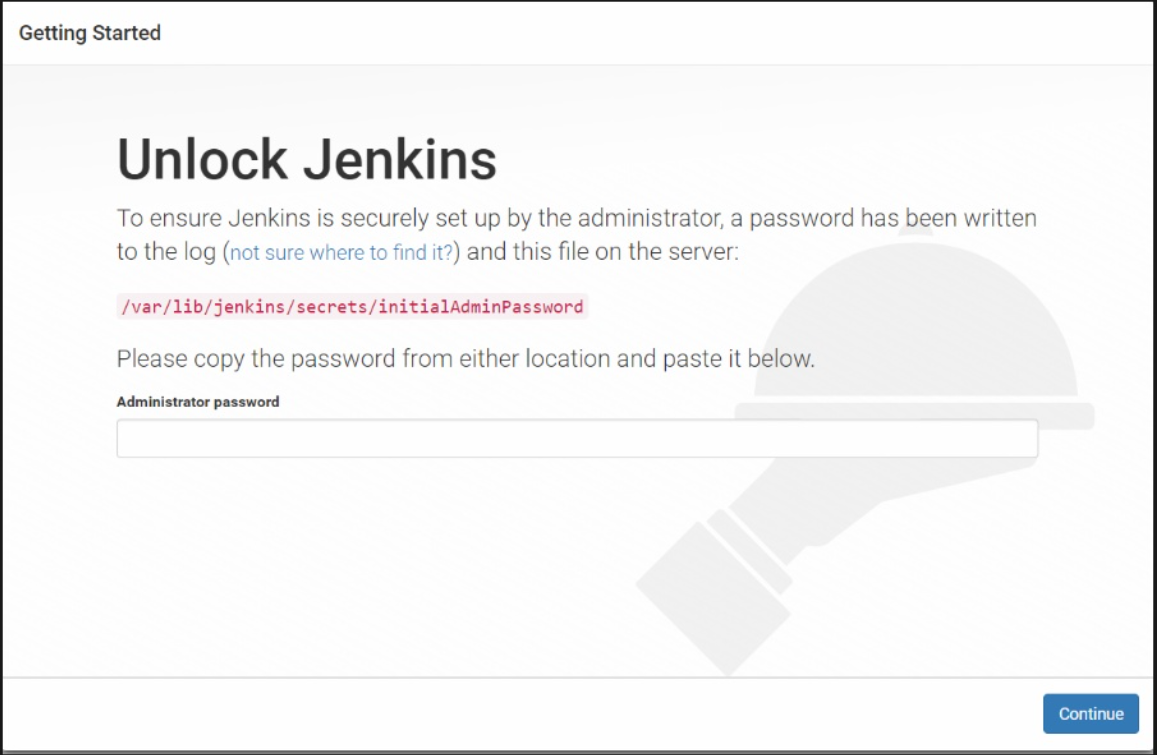 Getting Started
Unlock Jenkins
To ensure Jenkins is securely set up by the administrator, a password has been written
to the log (not sure where to find it?) and this file on the server:
/var/lib/jenkins/secrets/initialAdminPassword
Please copy the password from either location and paste it below.
Administrator password
Continue